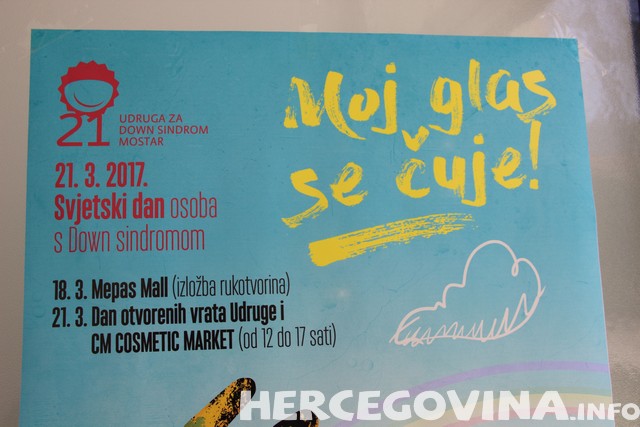 21
UDRUGA ZA
DOWN SINDROM
MOSTAR
Moj glas
se čuje!
21. 3. 2017.
Svjetski dan osoba
s Down sindromom
18. 3. Mepas Mall (izložba rukotvorina)
21. 3. Dan otvorenih vrata Udruge i
CM COSMETIC MARKET (od 12 do 17 sati)
HERCEGOVINA.INFO